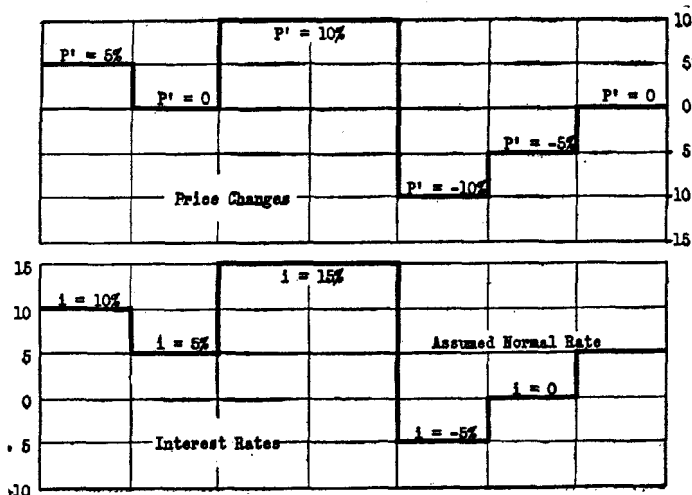 P' = 10%
10
P' = 5%
5
P' = 0
P' = 0
0
P' = -5%
5
P' = -10%
-10
Price Changes
-15
15
i = 15%
i = 10%
10
i = 5%
Assumed Normal Rate
5
i = 0
0
i = -5%
. 5
Interest Rates
-10